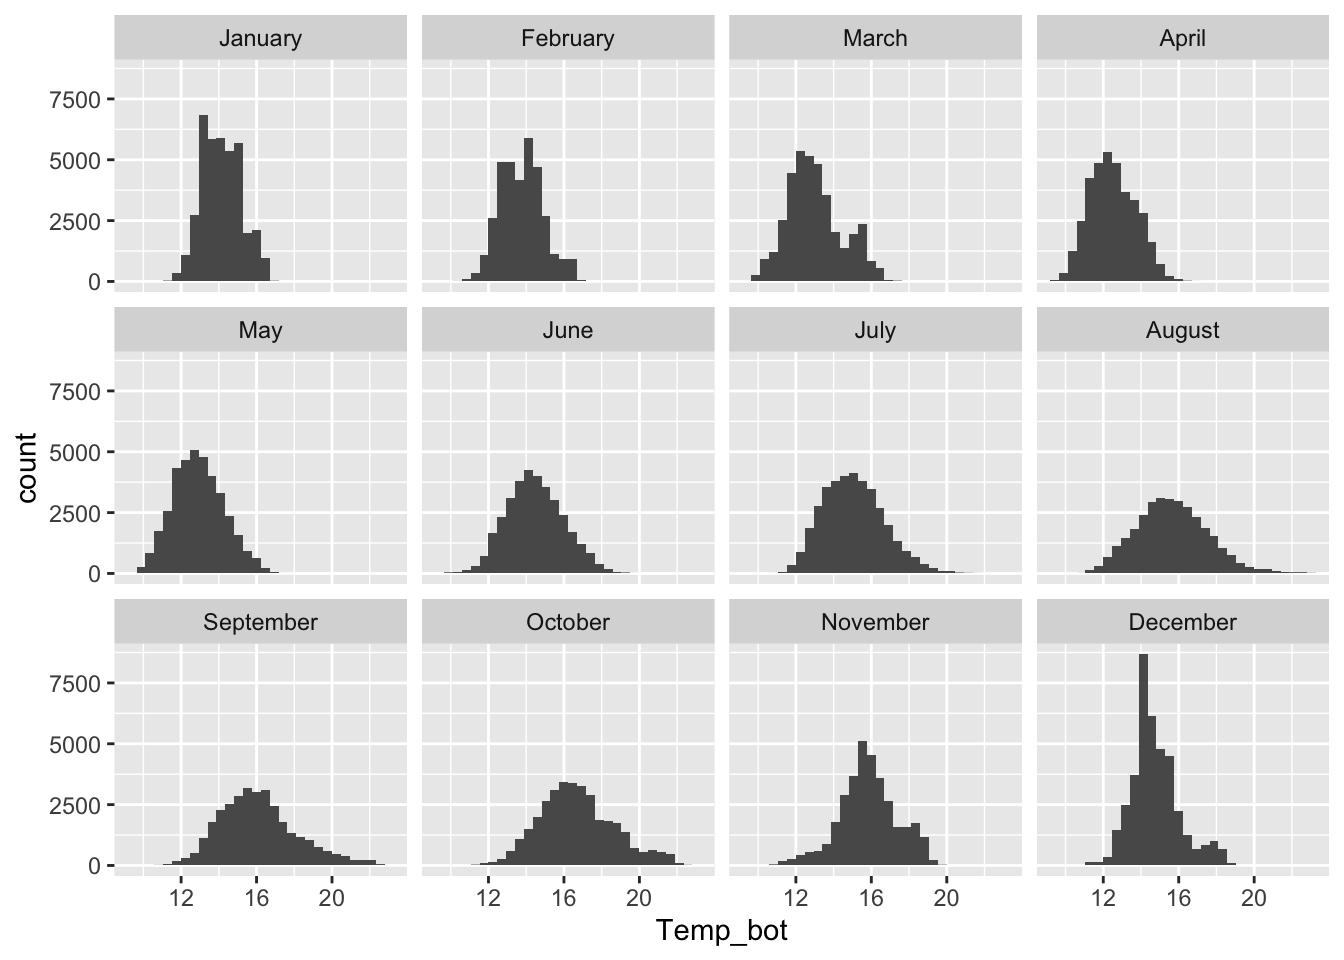 January February March April
7500
5000
2500
0
May June July August
count
7500
5000
2500
0
September October November December
7500
5000
2500
0
12 16 20 12 16 20 12 16 20 12 16 20
Temp_bot